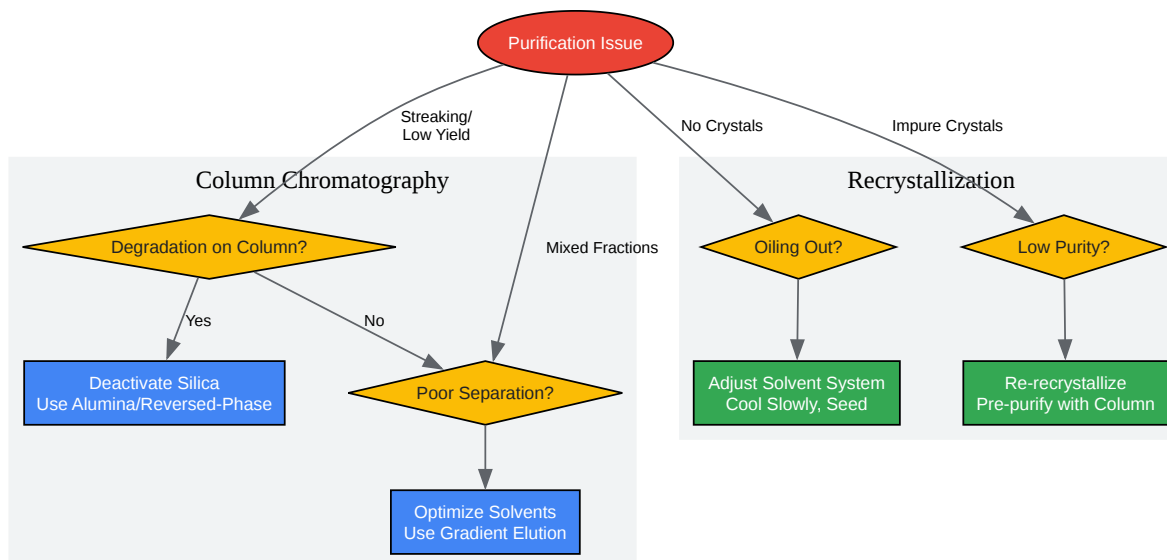 Purification Issue
Streaking/
Low Yield
No Crystals
Impure Crystals
Column Chromatography
Recrystallization
Degradation on Column?
Mixed Fractions
Oiling Out?
Low Purity?
Yes
No
Deactivate Silica
Use Alumina/Reversed-Phase
Poor Separation?
Adjust Solvent System
Cool Slowly, Seed
Re-recrystallize
Pre-purify with Column
Optimize Solvents
Use Gradient Elution